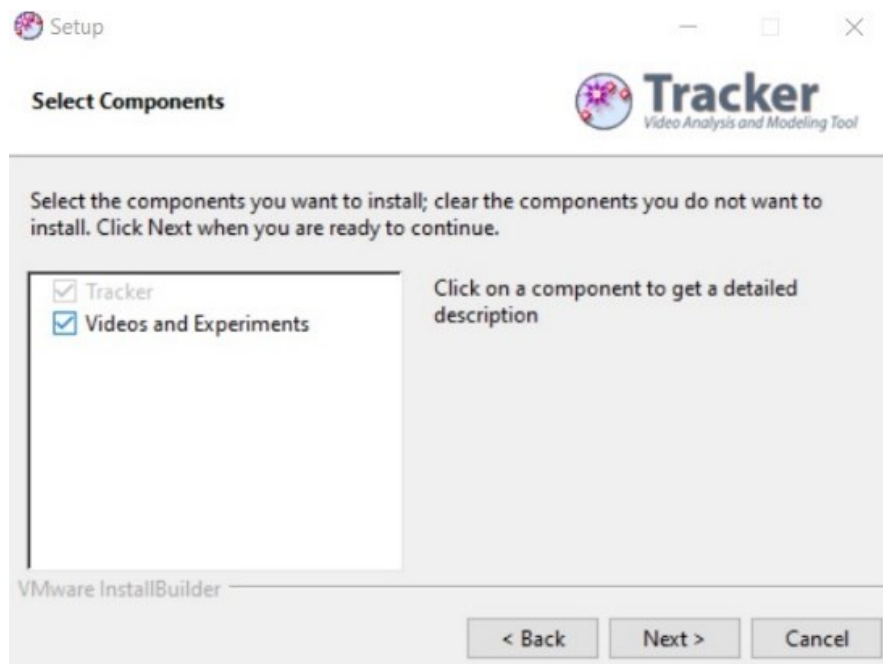 Setup
Select Components
Tracker
Video Analysis and Modeling Tool
Select the components you want to install; clear the components you do not want to
install. Click Next when you are ready to continue.
Tracker
Videos and Experiments
Click on a component to get a detailed
description
VMware InstallBuilder
< Back
Next >
Cancel